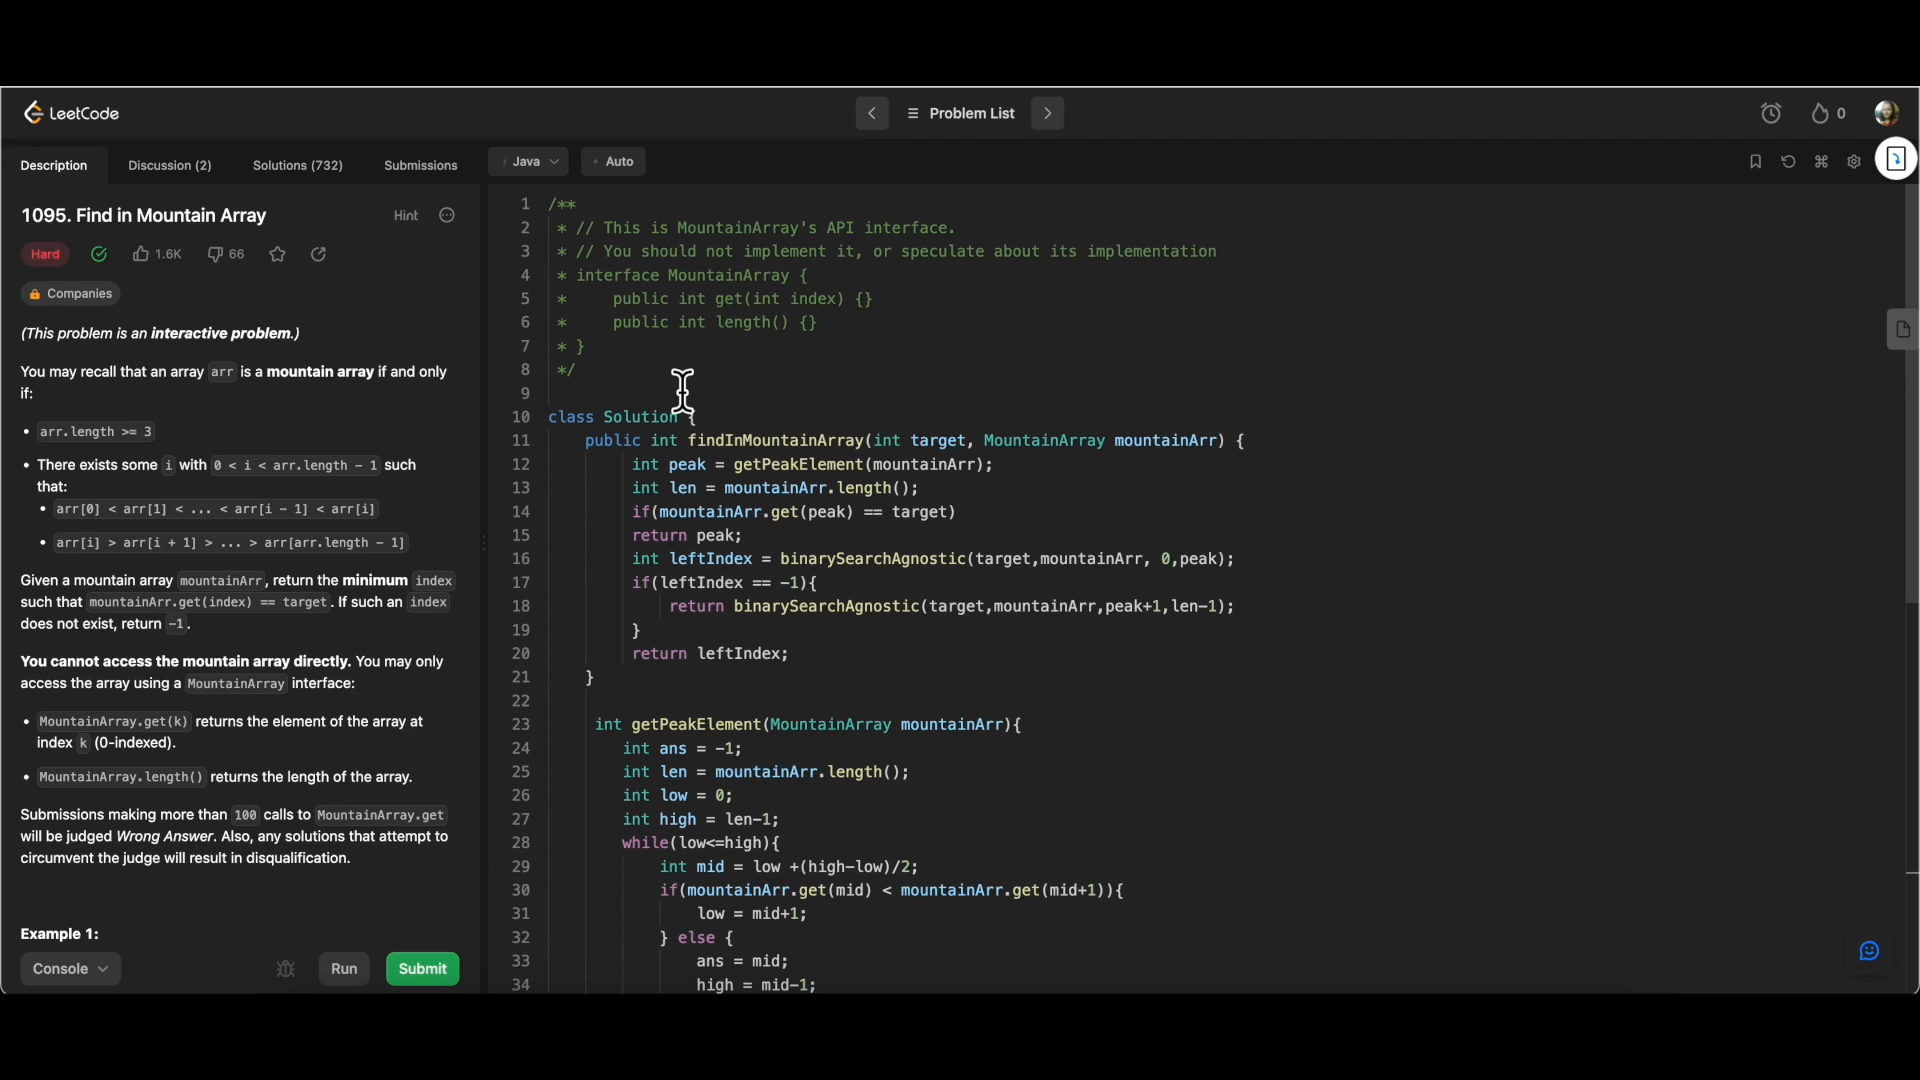 LeetCode
Problem List
0
Description
Discussion (2)
Solutions (732)
Submissions
i Java
Auto
1095. Find in Mountain Array
Hint
Hard
1.6K
66
Companies
(This problem is an interactive problem.)
You may recall that an array arr is a mountain array if and only
if:
• arr.length >= 3
• There exists some i with 0 < i < arr.length - 1 such
that:
• arr[0] < arr[1] < ... < arr[i - 1] < arr[i]
• arr[i] > arr[i + 1] > ... > arr[arr.length - 1]
Given a mountain array mountainArr, return the minimum index
such that mountainArr.get(index) == target. If such an index
does not exist, return -1.
You cannot access the mountain array directly. You may only
access the array using a MountainArray interface:
• MountainArray.get(k) returns the element of the array at
index k (0-indexed).
• MountainArray.length() returns the length of the array.
Submissions making more than 100 calls to MountainArray.get
will be judged Wrong Answer. Also, any solutions that attempt to
circumvent the judge will result in disqualification.
Example 1:
Console
Run
Submit
1 /**
2 * // This is MountainArray's API interface.
3 * // You should not implement it, or speculate about its implementation
4 * interface MountainArray {
5 *     public int get(int index) {}
6 *     public int length() {}
7 * }
8 */
9
10 class Solution {
11 public int findInMountainArray(int target, MountainArray mountainArr) {
12 int peak = getPeakElement(mountainArr);
13 int len = mountainArr.length();
14 if(mountainArr.get(peak) == target)
15 return peak;
16 int leftIndex = binarySearchAgnostic(target,mountainArr, 0,peak);
17 if(leftIndex == -1){
18 return binarySearchAgnostic(target,mountainArr,peak+1,len-1);
19 }
20 return leftIndex;
21 }
22
23 int getPeakElement(MountainArray mountainArr){
24 int ans = -1;
25 int len = mountainArr.length();
26 int low = 0;
27 int high = len-1;
28 while(low<=high){
29 int mid = low +(high-low)/2;
30 if(mountainArr.get(mid) < mountainArr.get(mid+1)){
31 low = mid+1;
32 } else {
33 ans = mid;
34 high = mid-1;